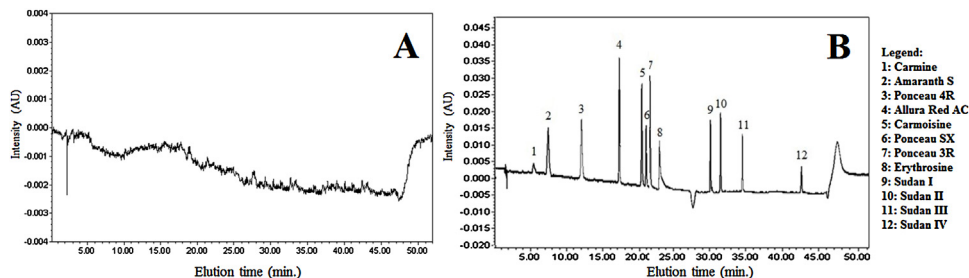 A
Intensity (AU)
0.004
0.003
0.002
0.001
0.000
-0.001
-0.002
-0.003
-0.004
5.00 10.00 15.00 20.00 25.00 30.00 35.00 40.00 45.00 50.00
Elution time (min.)
B
Intensity (AU)
0.045
0.040
0.035
0.030
0.025
0.020
0.015
0.010
0.005
0.000
-0.005
-0.010
-0.015
-0.020
1 2 3 4 5 6 7 8 9 10 11 12
5.00 10.00 15.00 20.00 25.00 30.00 35.00 40.00 45.00 50.00
Elution time (min.)
Legend:
1: Carmine
2: Amaranth S
3: Ponceau 4R
4: Allura Red AC
5: Carmoisine
6: Ponceau SX
7: Ponceau 3R
8: Erythrosine
9: Sudan I
10: Sudan II
11: Sudan III
12: Sudan IV